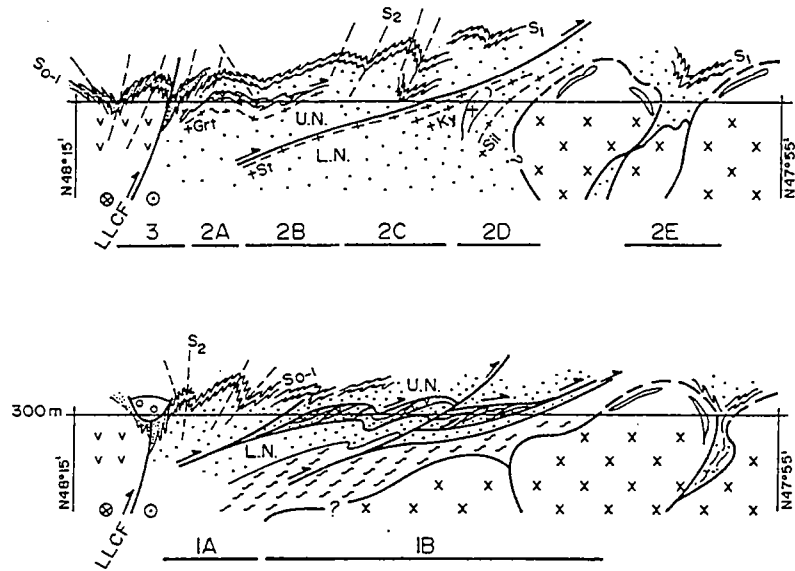 S2
S1
S0-1
S1
U.N.
+Grt
+Ky
+St
L.N.
+Sil
?
N48°15'
N47°55'
LLCF
3 2A 2B 2C 2D 2E
S2
S0-1
U.N.
300m
L.N.
N48°15'
N47°55'
?
LLCF
1A 1B